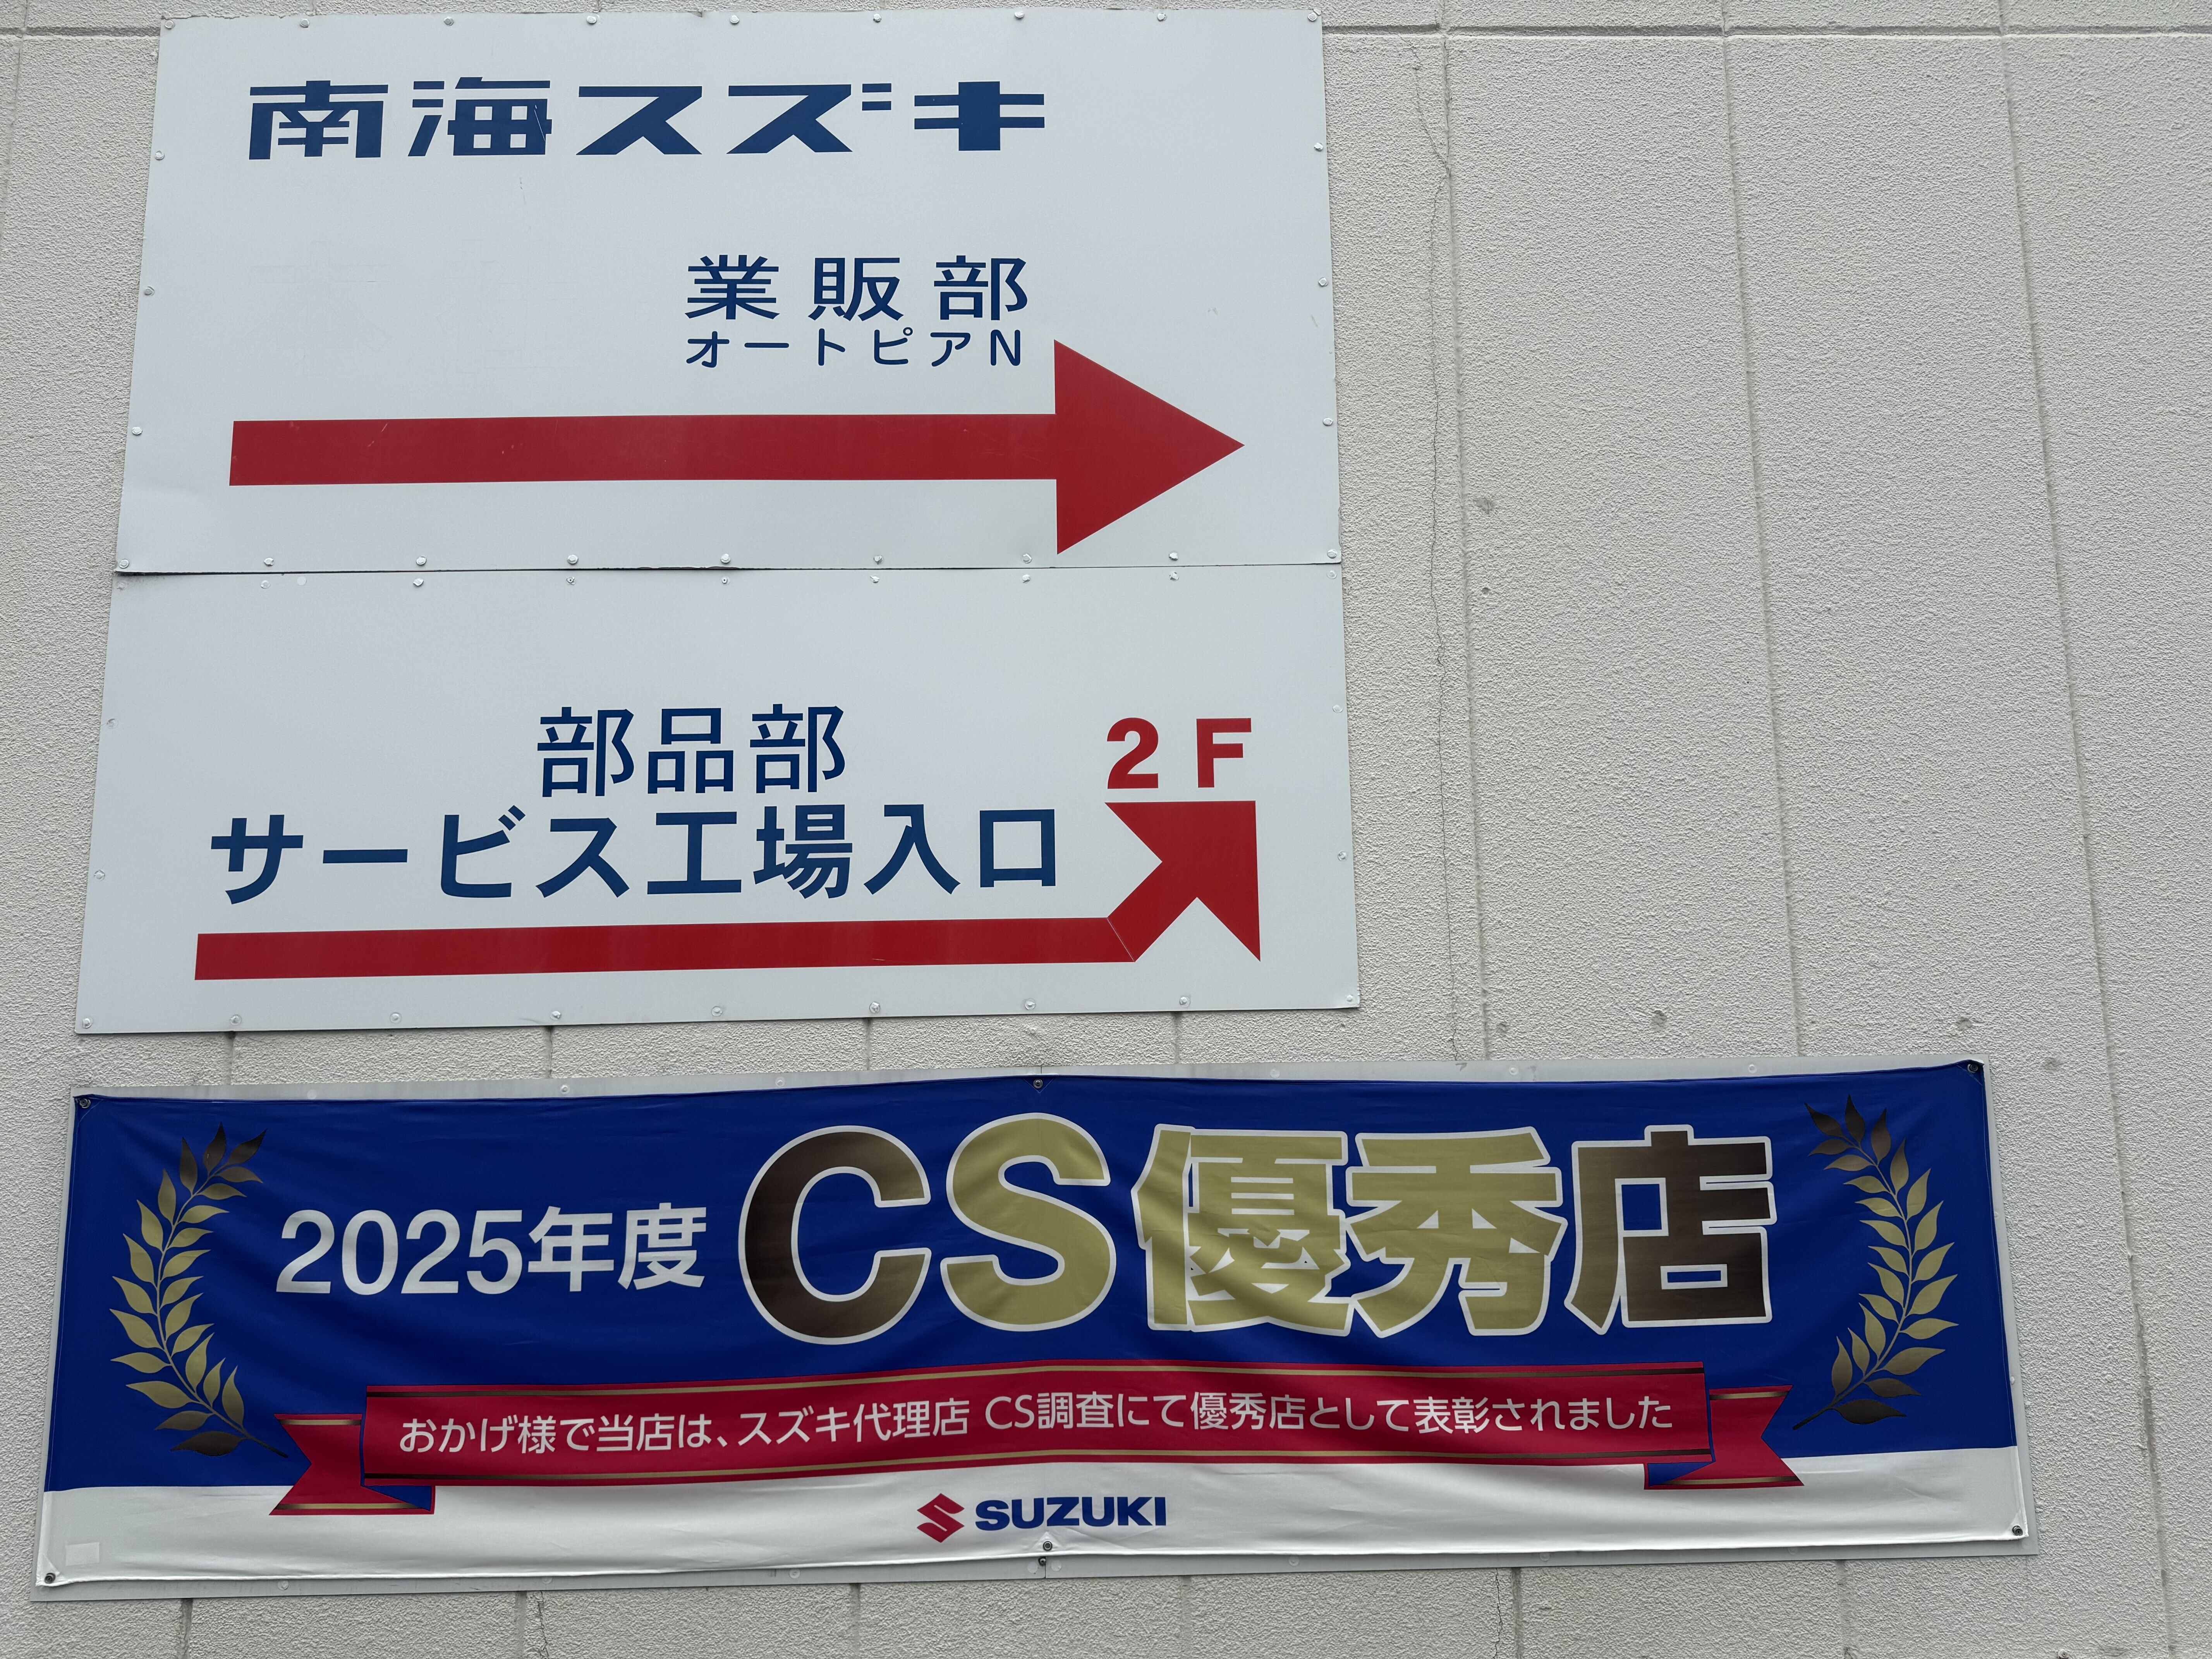 南海スズキ
業販部
オートピアN
部品部
2F
サービス工場入口
2025年度 CS優秀店
おかげ様で当店は、スズキ代理店 CS調査にて優秀店として表彰されました
SUZUKI